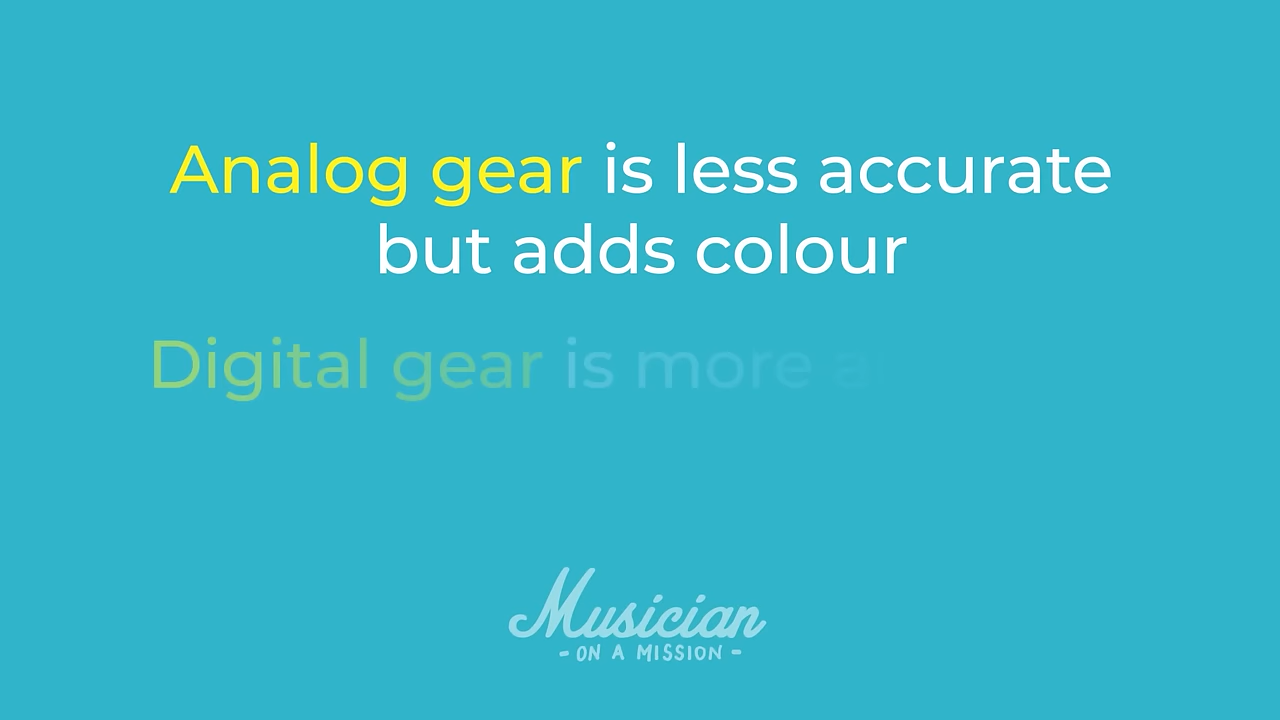 Analog gear is less accurate
but adds colour
Digital gear is more
Musician
- ON A MISSION -